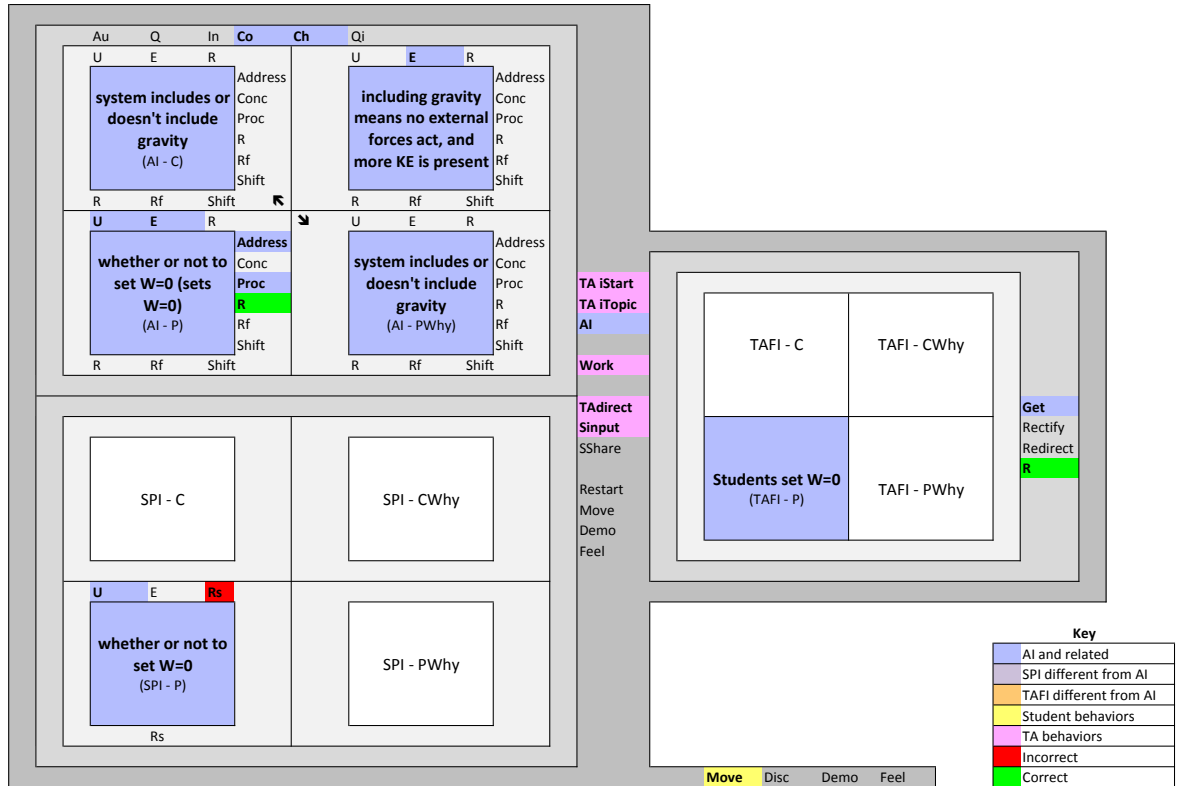 Au Q In Co Ch Qi
U E R
system includes or
doesn't include
gravity
(AI - C)
Address
Conc
Proc
R
Rf
Shift
R Rf Shift
U E R
including gravity
means no external
forces act, and
more KE is present
Address
Conc
Proc
R
Rf
Shift
R Rf Shift
U E R
whether or not to
set W=0 (sets
W=0)
(AI - P)
Address
Conc
Proc
R
Rf
Shift
R Rf Shift
U E R
system includes or
doesn't include
gravity
(AI - PWhy)
Address
Conc
Proc
R
Rf
Shift
R Rf Shift
TA iStart
TA iTopic
AI
Work
TAdirect
Sinput
SShare
Restart
Move
Demo
Feel
TAFI - C
TAFI - CWhy
Students set W=0
(TAFI - P)
TAFI - PWhy
Get
Rectify
Redirect
R
SPI - C
SPI - CWhy
U E Rs
whether or not to
set W=0
(SPI - P)
Rs
SPI - PWhy
Move Disc Demo Feel
Key
AI and related
SPI different from AI
TAFI different from AI
Student behaviors
TA behaviors
Incorrect
Correct